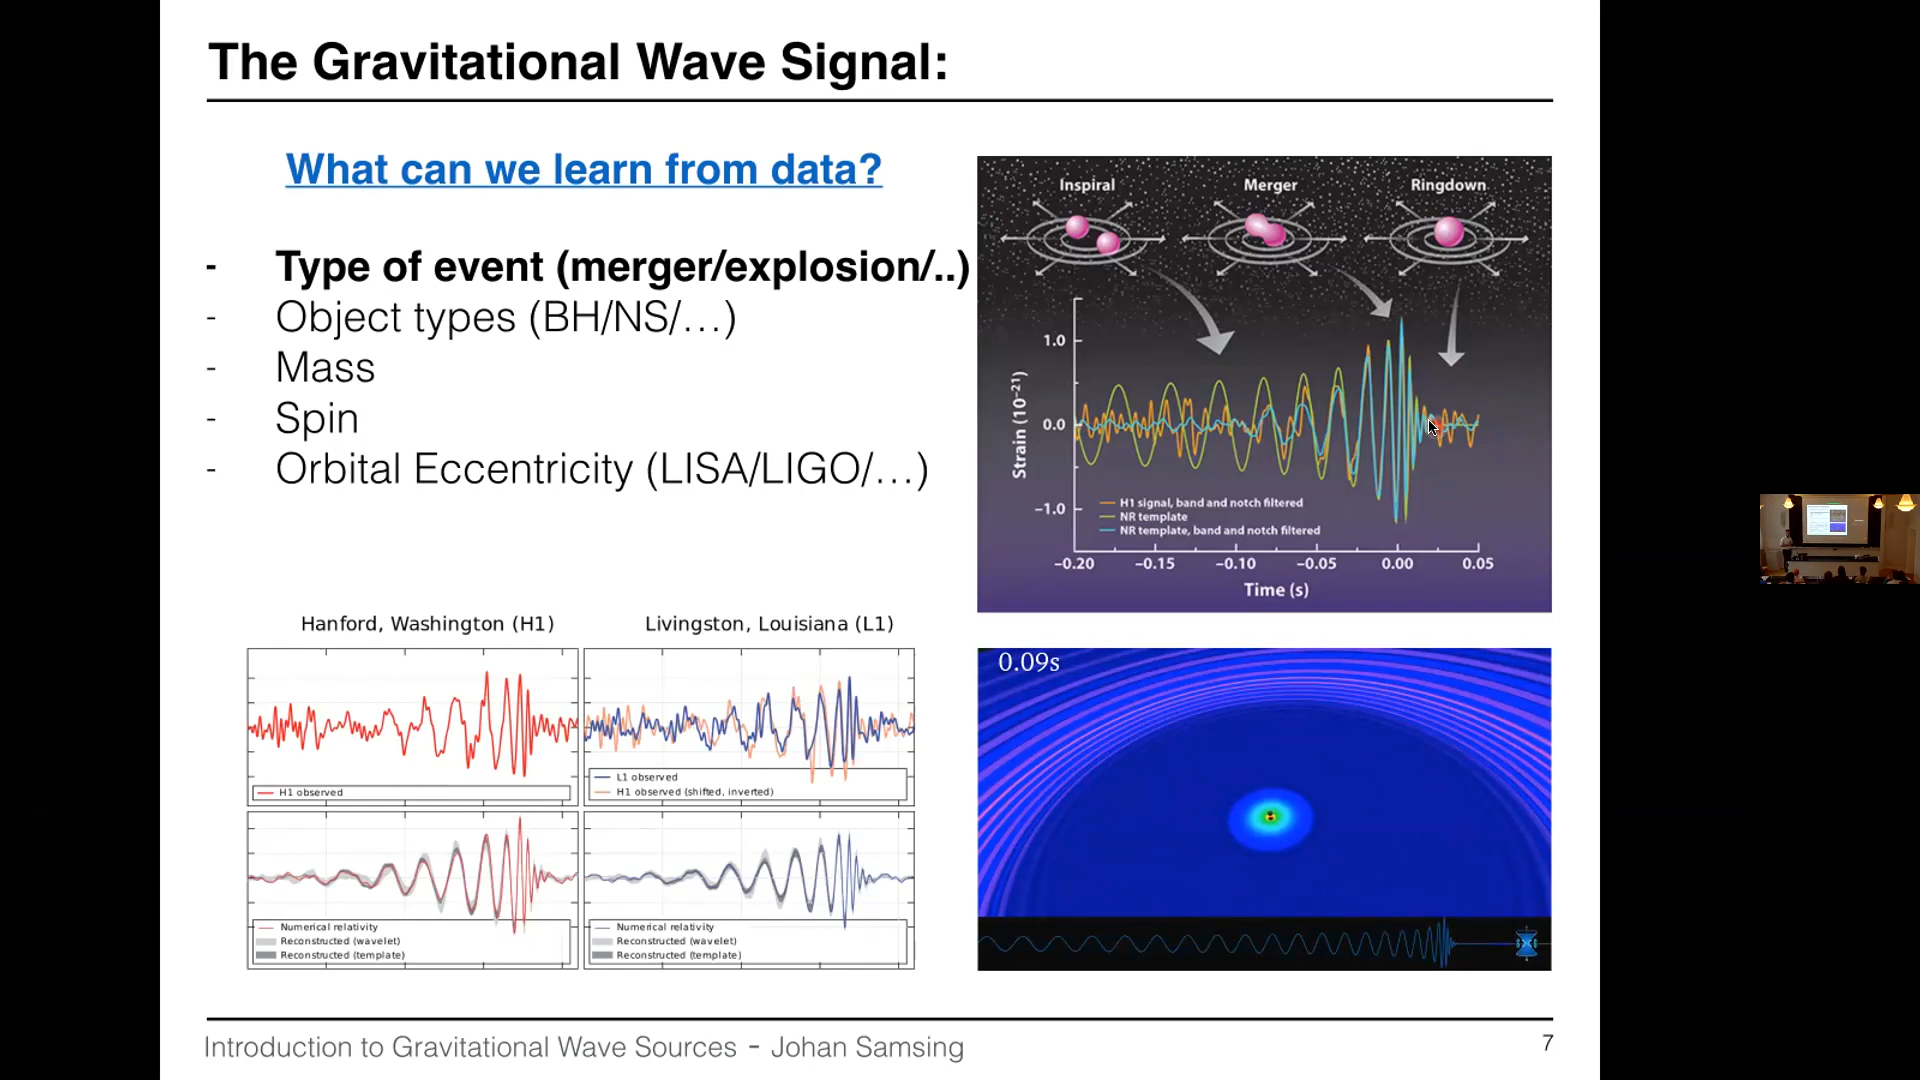 The Gravitational Wave Signal:
What can we learn from data?
- Type of event (merger/explosion/..)
- Object types (BH/NS/…)
- Mass
- Spin
- Orbital Eccentricity (LISA/LIGO/…)
Inspiral
Merger
Ringdown
1.0
0.0
−1.0
Strain (10⁻²¹)
H1 signal, band and notch filtered
NR template
NR template, band and notch filtered
−0.20 −0.15 −0.10 −0.05 0.00 0.05
Time (s)
Hanford, Washington (H1)
Livingston, Louisiana (L1)
H1 observed
L1 observed
H1 observed (shifted, inverted)
Numerical relativity
Reconstructed (wavelet)
Reconstructed (template)
Numerical relativity
Reconstructed (wavelet)
Reconstructed (template)
0.09s
Introduction to Gravitational Wave Sources - Johan Samsing
7